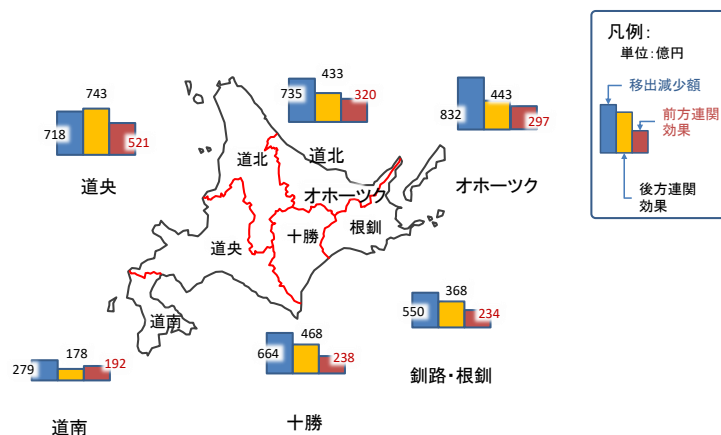 凡例：
単位：億円
移出減少額
前方連関
効果
後方連関
効果
743
718
521
道央
433
735
320
道北
443
832
297
オホーツク
道北
オホーツク
道央
十勝
根釧
道南
368
550
234
釧路・根釧
178
279
192
道南
468
664
238
十勝